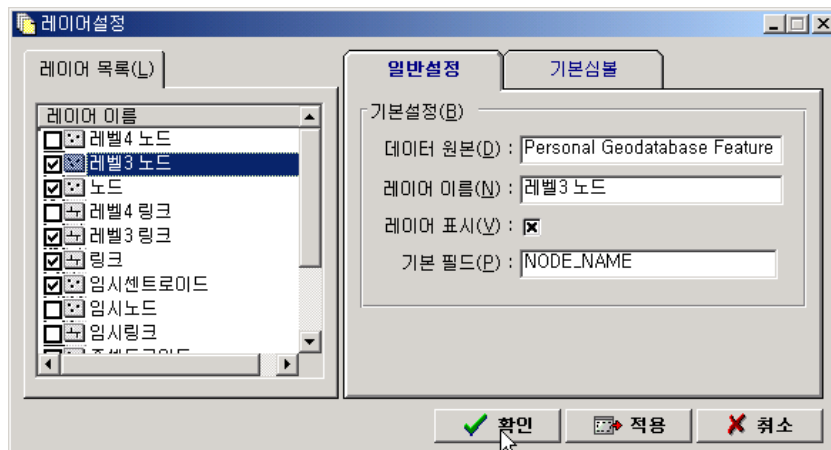 레이어설정
레이어 목록(L)
레이어 이름
레벨4 노드
레벨3 노드
노드
레벨4 링크
레벨3 링크
링크
임시센트로이드
임시노드
임시링크
일반설정
기본심볼
기본설정(B)
데이터 원본(D) : Personal Geodatabase Feature
레이어 이름(N) : 레벨3 노드
레이어 표시(V) :
기본 필드(P) : NODE_NAME
확인
적용
취소